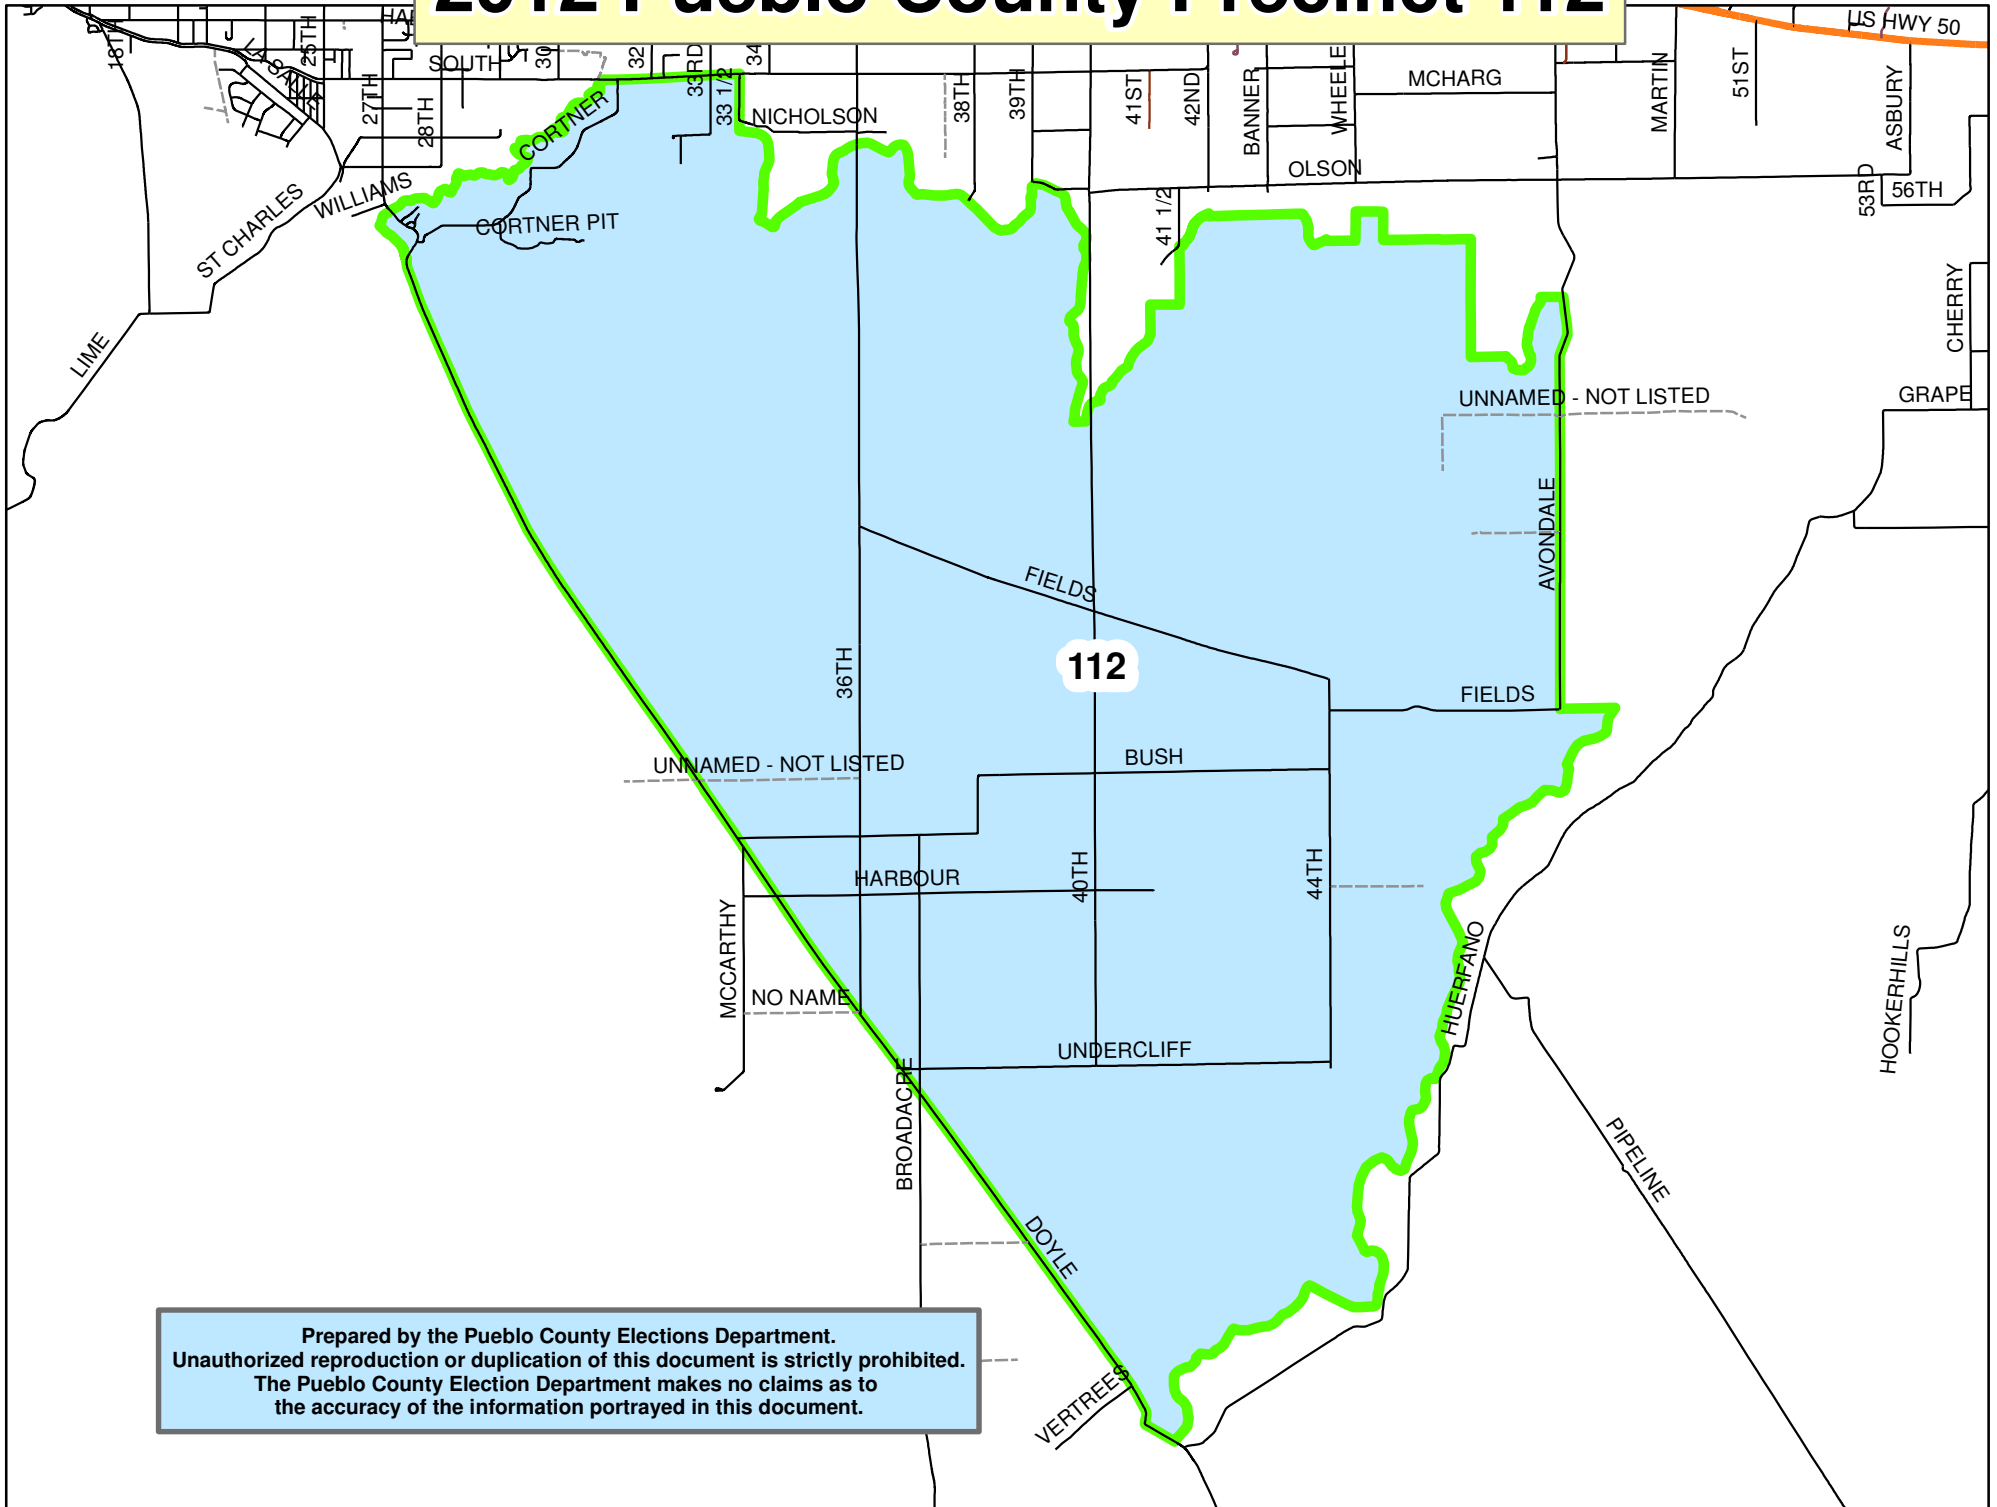 2012 Pueblo County Precinct 112
US HWY 50
18TH
25TH
LA SALLE
27TH
28TH
SOUTH
30
32
33RD
33 1/2
34
NICHOLSON
38TH
39TH
41ST
42ND
BANNER
WHEELE
MCHARG
MARTIN
51ST
ASBURY
CORTNER
WILLIAMS
ST CHARLES
CORTNER PIT
OLSON
41 1/2
53RD
56TH
LIME
CHERRY
UNNAMED - NOT LISTED
GRAPE
AVONDALE
FIELDS
36TH
112
FIELDS
UNNAMED - NOT LISTED
BUSH
HARBOUR
40TH
44TH
MCCARTHY
NO NAME
HUERFANO
HOOKERHILLS
UNDERCLIFF
BROADACRE
PIPELINE
DOYLE
VERTREES
Prepared by the Pueblo County Elections Department.
Unauthorized reproduction or duplication of this document is strictly prohibited.
The Pueblo County Election Department makes no claims as to
the accuracy of the information portrayed in this document.